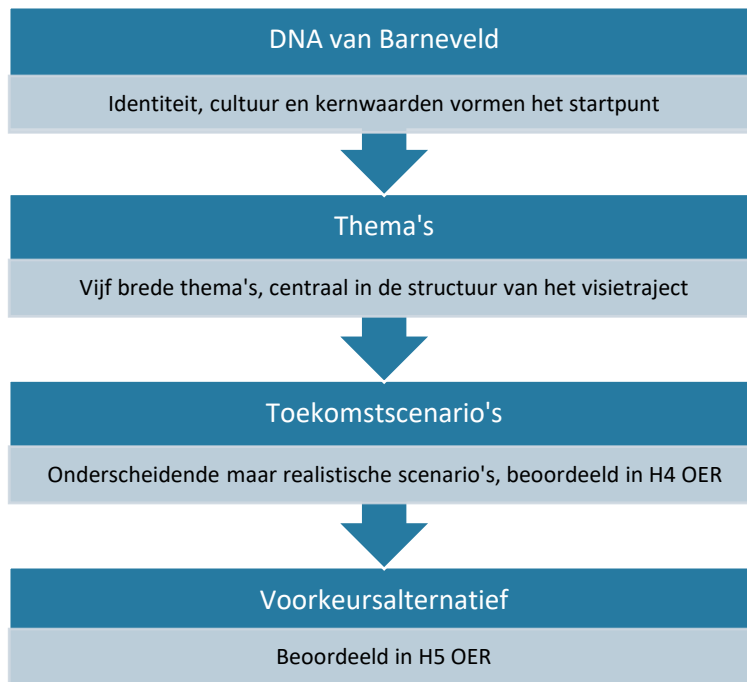 DNA van Barneveld
Identiteit, cultuur en kernwaarden vormen het startpunt
Thema's
Vijf brede thema's, centraal in de structuur van het visietraject
Toekomstscenario's
Onderscheidende maar realistische scenario's, beoordeeld in H4 OER
Voorkeursalternatief
Beoordeeld in H5 OER